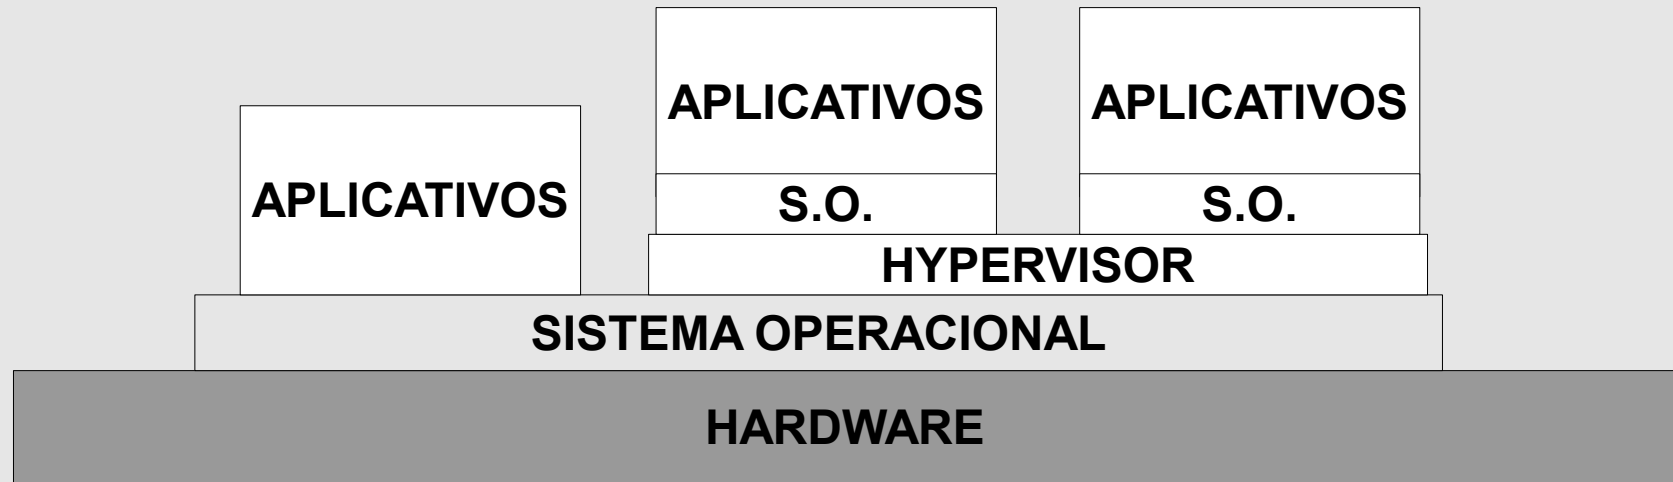 APLICATIVOS
APLICATIVOS
APLICATIVOS
S.O.
S.O.
HYPERVISOR
SISTEMA OPERACIONAL
HARDWARE